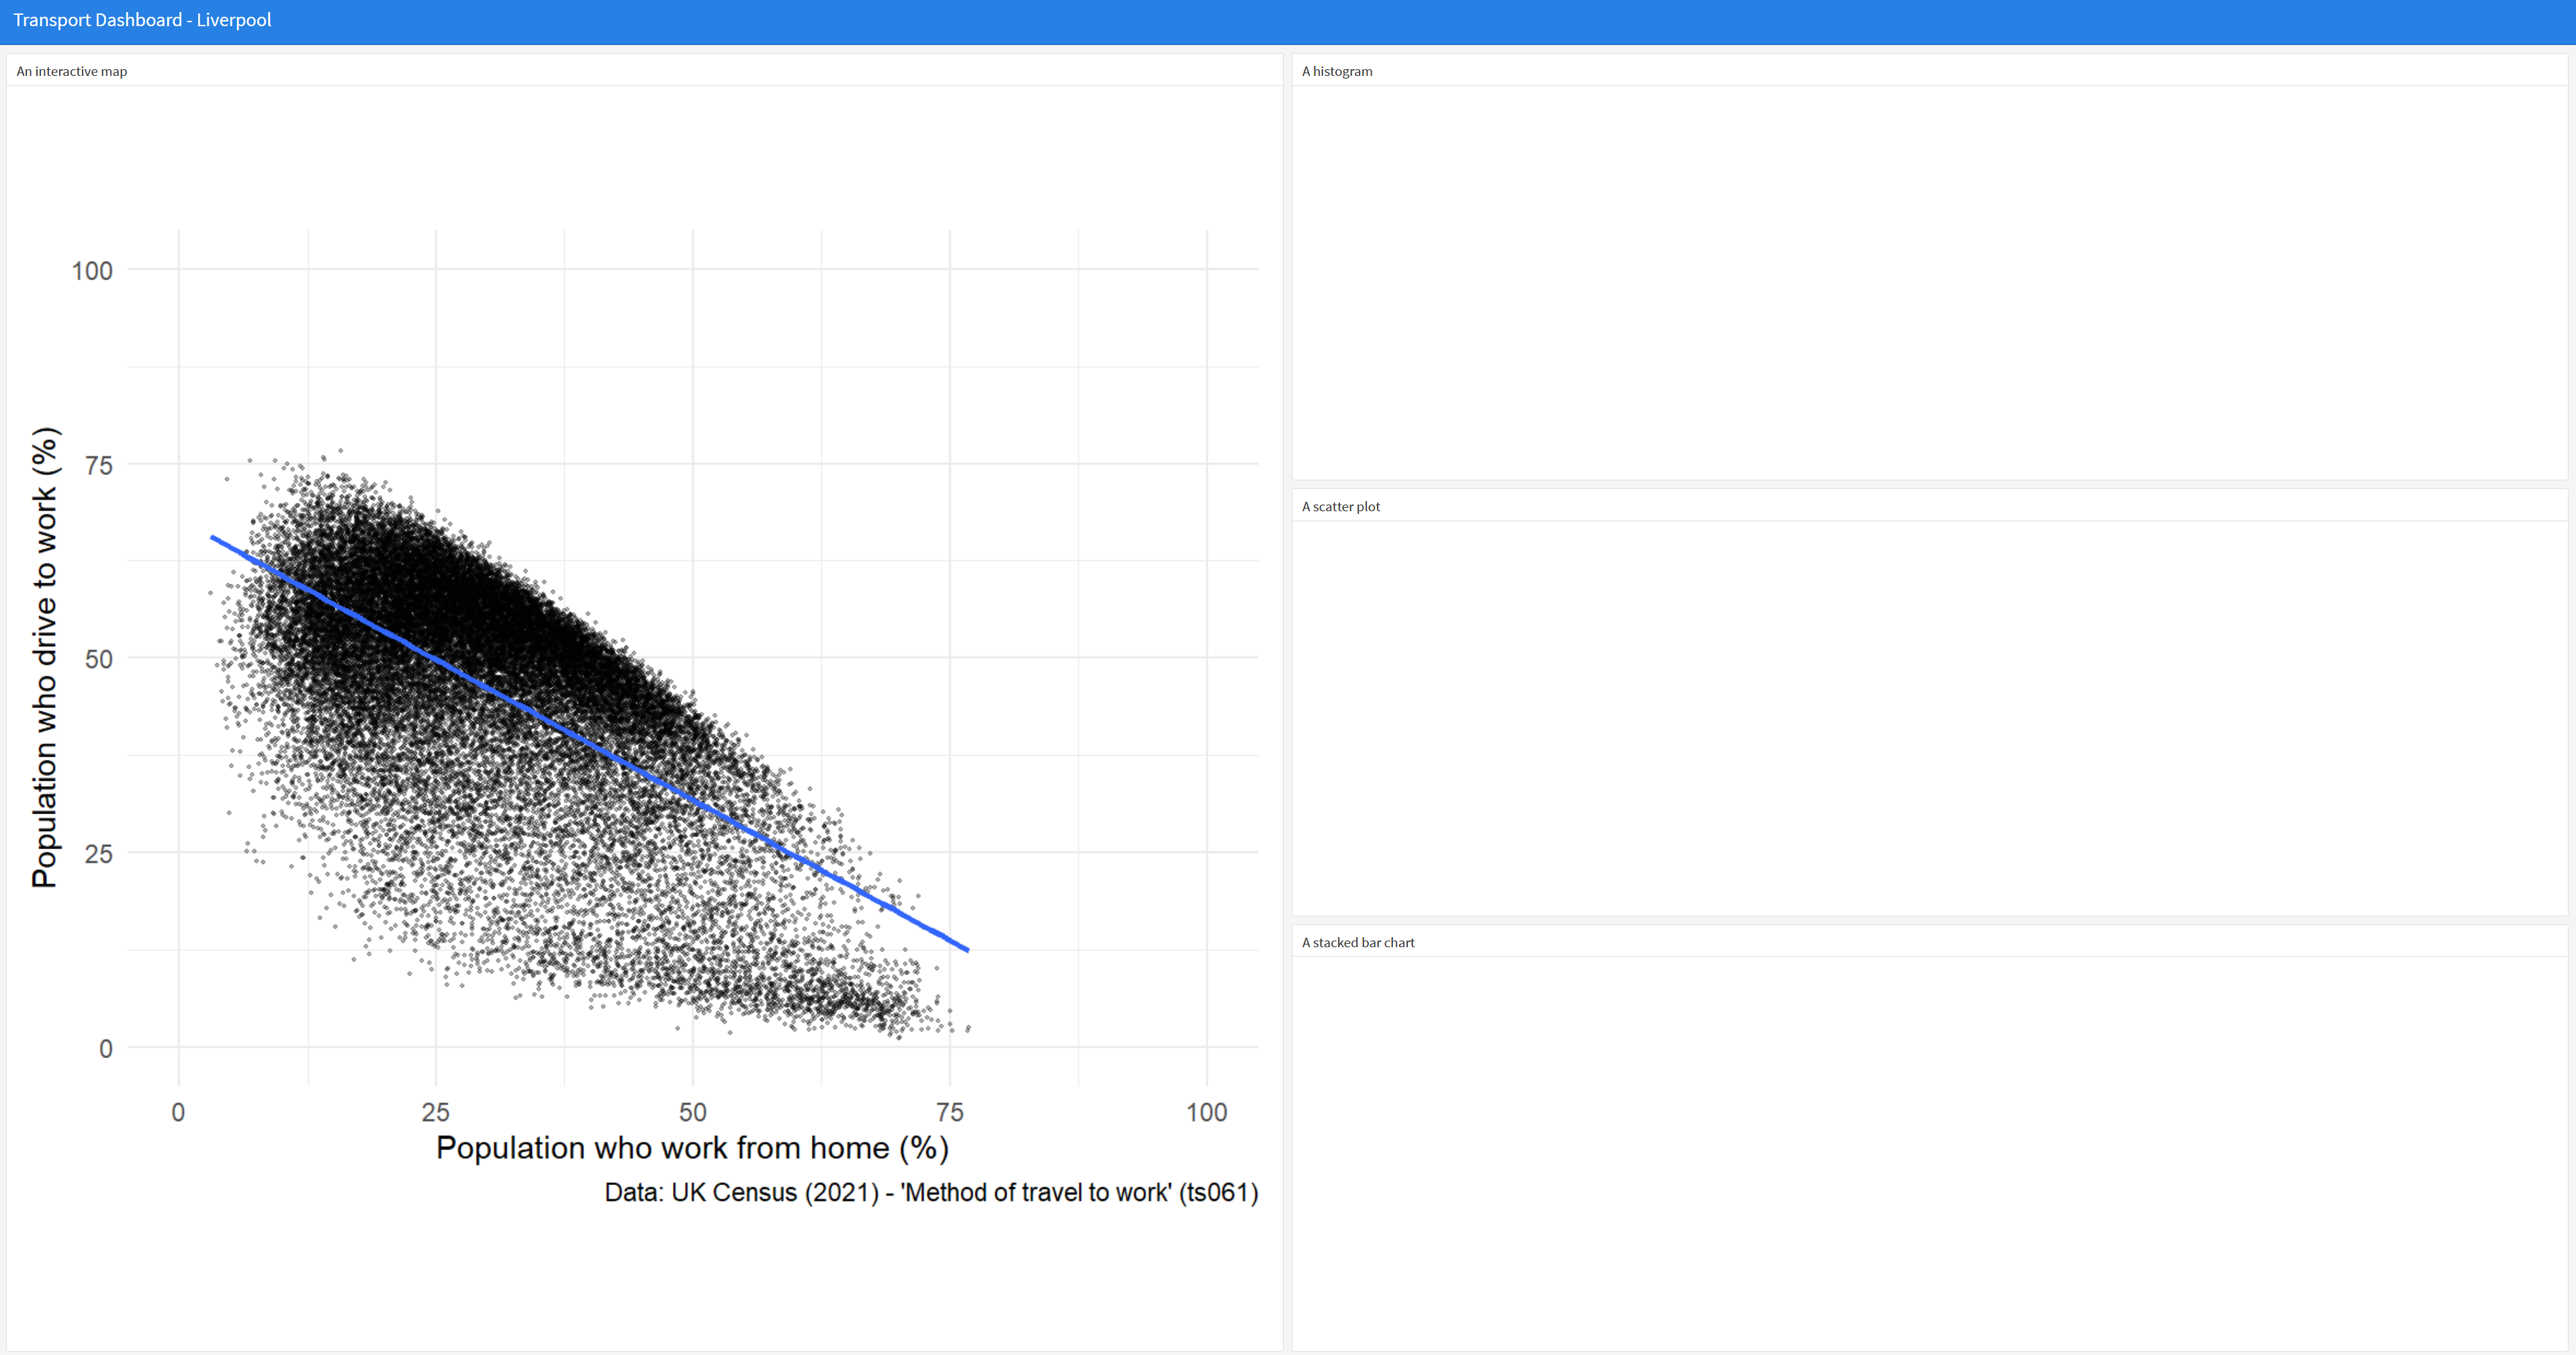 Transport Dashboard - Liverpool
An interactive map
100
75
50
25
0
Population who drive to work (%)
0 25 50 75 100
Population who work from home (%)
Data: UK Census (2021) - 'Method of travel to work' (ts061)
A histogram
A scatter plot
A stacked bar chart